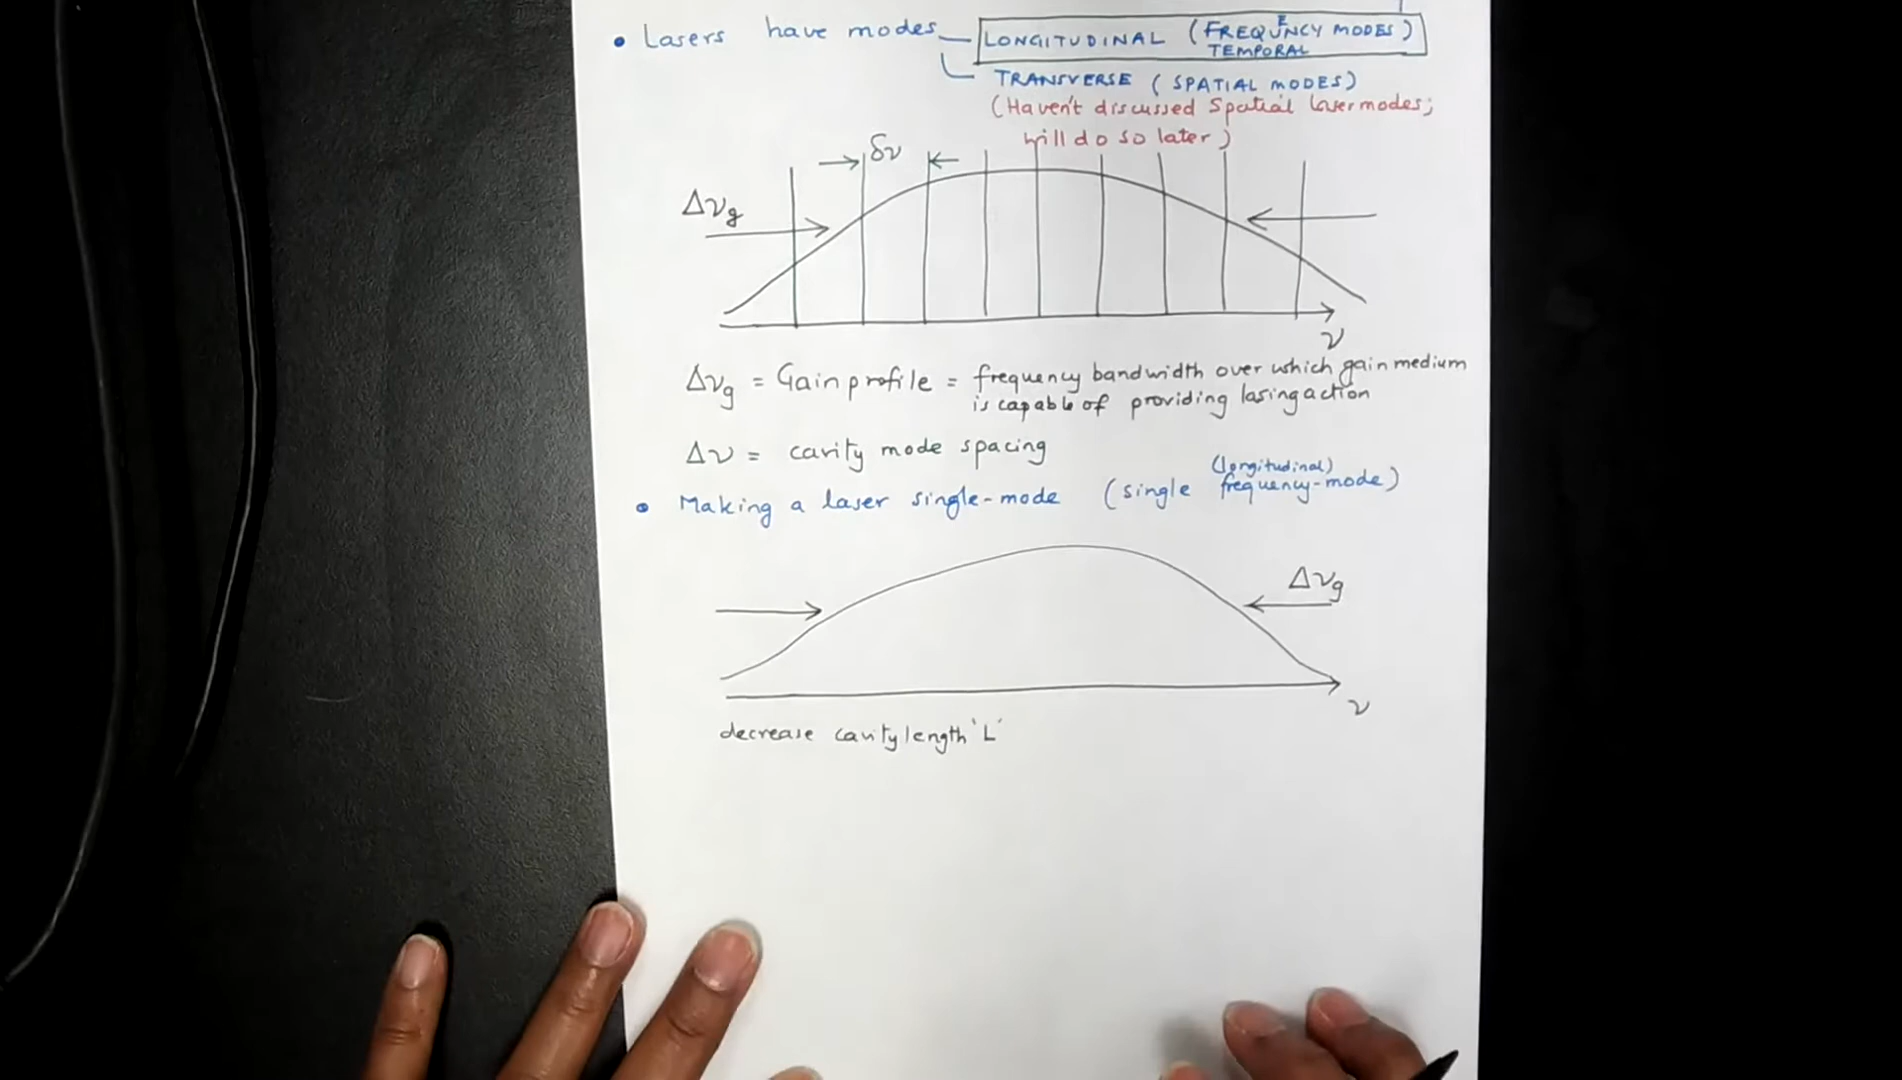 • Lasers have modes LONGITUDINAL (FREQUENCY MODES)
TEMPORAL
TRANSVERSE (SPATIAL MODES)
(Haven't discussed Spatial laser modes;
will do so later)
δν
Δνg
ν
Δνg = Gain profile = frequency bandwidth over which gain medium
is capable of providing lasing action
Δν = cavity mode spacing
(longitudinal)
• Making a laser single-mode (single frequency-mode)
Δνg
ν
decrease cavity length 'L'